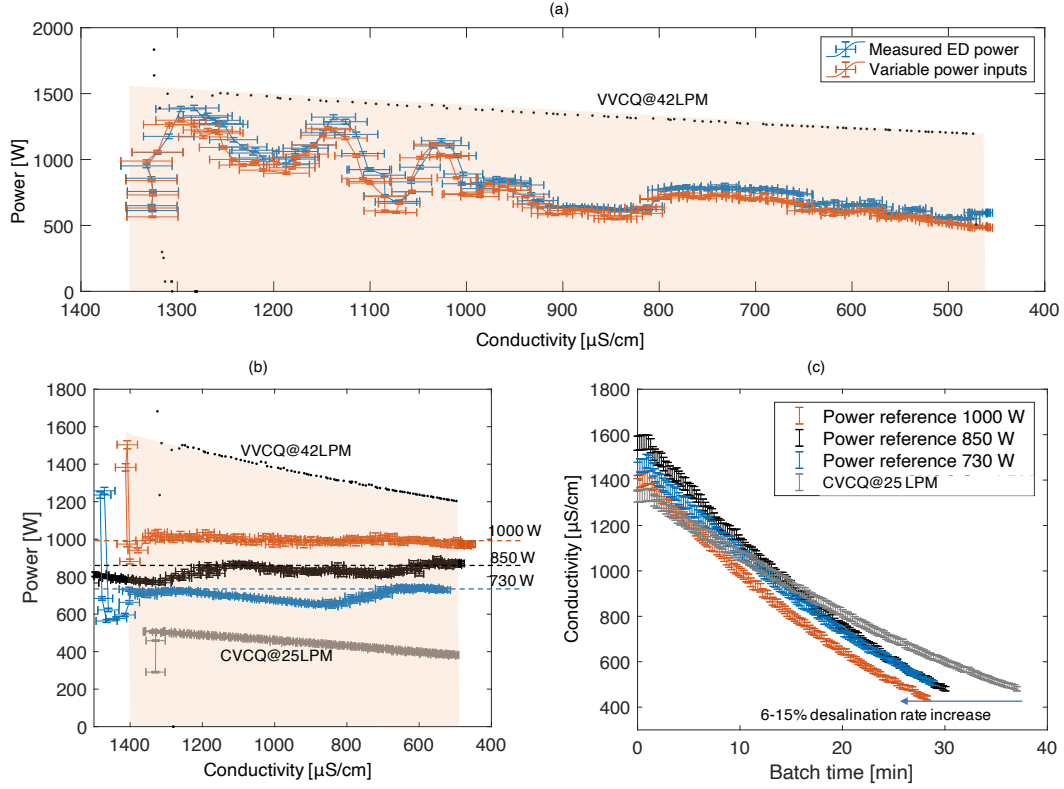 (a)
2000
1500
1000
500
0
Power [W]
Measured ED power
Variable power inputs
VVCQ@42LPM
1400
1300
1200
1100
1000
900
800
700
600
500
400
Conductivity [µS/cm]
(b)
1800
1600
1400
1200
1000
800
600
400
200
0
Power [W]
VVCQ@42LPM
1000 W
850 W
730 W
CVCQ@25LPM
1400
1200
1000
800
600
400
Conductivity [µS/cm]
(c)
1800
1600
1400
1200
1000
800
600
400
Conductivity [µS/cm]
Power reference 1000 W
Power reference 850 W
Power reference 730 W
CVCQ@25 LPM
6-15% desalination rate increase
0
10
20
30
40
Batch time [min]